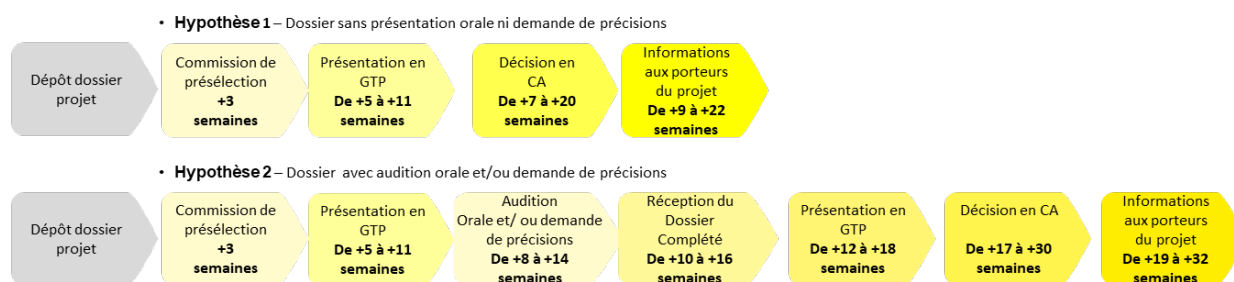 • Hypothèse 1 – Dossier sans présentation orale ni demande de précisions
Dépôt dossier
projet
Commission de
présélection
+3
semaines
Présentation en
GTP
De +5 à +11
semaines
Décision en
CA
De +7 à +20
semaines
Informations
aux porteurs
du projet
De +9 à +22
semaines
• Hypothèse 2 – Dossier avec audition orale et/ou demande de précisions
Dépôt dossier
projet
Commission de
présélection
+3
semaines
Présentation en
GTP
De +5 à +11
semaines
Audition
Orale et/ ou demande
de précisions
De +8 à +14
semaines
Réception du
Dossier
Complété
De +10 à +16
semaines
Présentation en
GTP
De +12 à +18
semaines
Décision en CA
De +17 à +30
semaines
Informations
aux porteurs
du projet
De +19 à +32
semaines